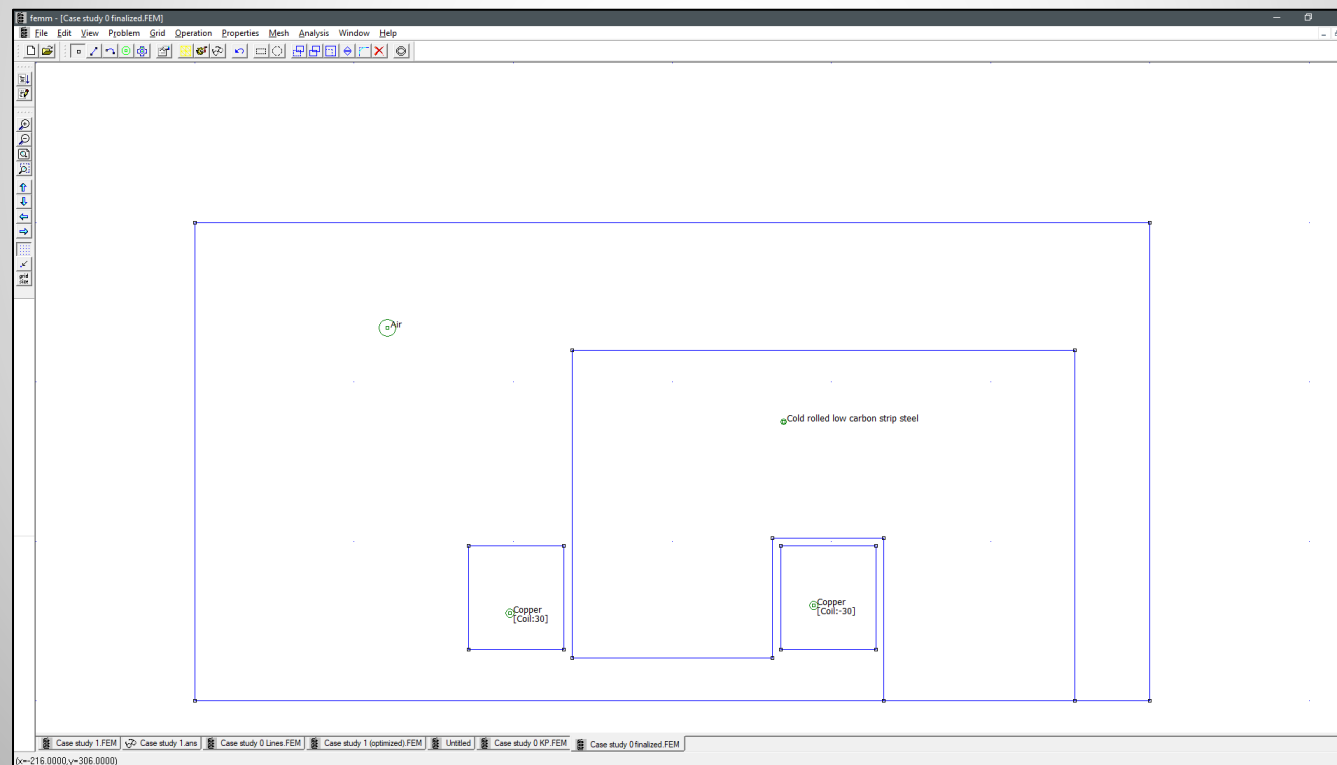 femm - [Case study 0 finalized.FEM]
File Edit View Problem Grid Operation Properties Mesh Analysis Window Help
Air
Cold rolled low carbon strip steel
Copper
[Coil:30]
Copper
[Coil:-30]
grid
size
Case study 1.FEM Case study 1.ans Case study 0 Lines.FEM Case study 1 (optimized).FEM Untitled Case study 0 KP.FEM Case study 0 finalized.FEM
(x=-216.0000,y=306.0000)